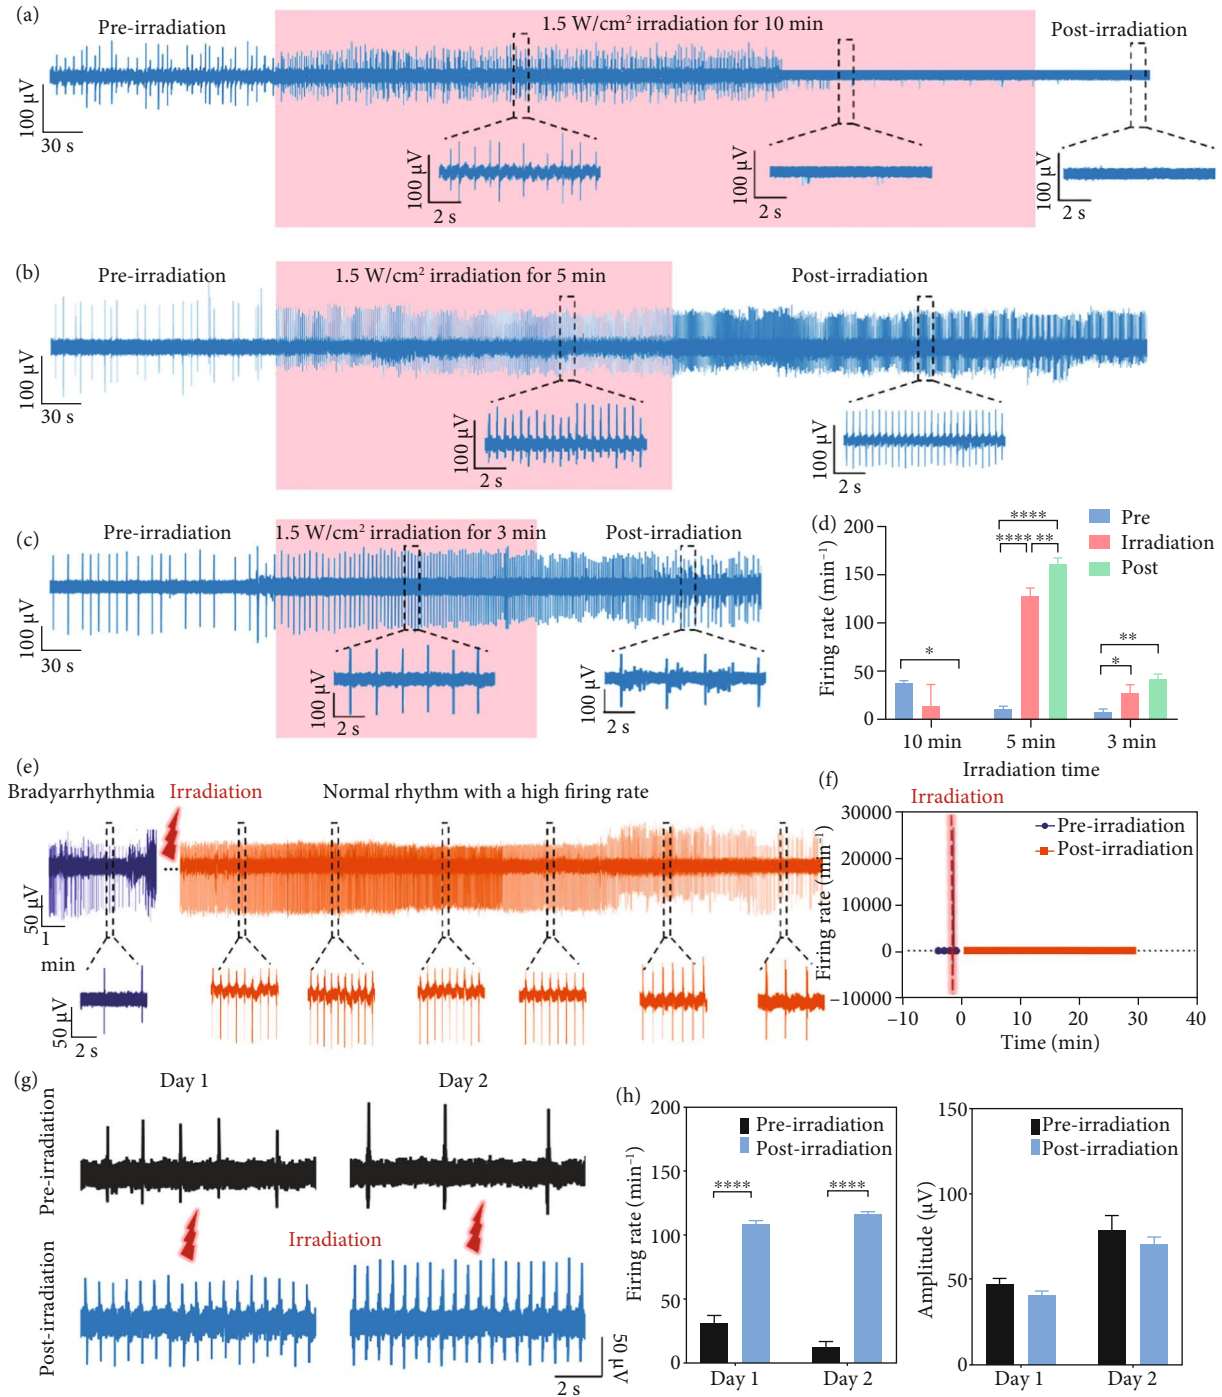 (a)
Pre-irradiation
1.5 W/cm² irradiation for 10 min
Post-irradiation
100 μV
30 s
100 μV
2 s
100 μV
2 s
100 μV
2 s
(b)
Pre-irradiation
1.5 W/cm² irradiation for 5 min
Post-irradiation
100 μV
30 s
100 μV
2 s
100 μV
2 s
(c)
Pre-irradiation
1.5 W/cm² irradiation for 3 min
Post-irradiation
100 μV
30 s
100 μV
2 s
100 μV
2 s
(d)
Pre
Irradiation
Post
Firing rate (min⁻¹)
200
150
100
50
0
*
****
**** **
**
*
10 min
5 min
3 min
Irradiation time
(e)
Bradyarrhythmia
Irradiation
Normal rhythm with a high firing rate
50 μV
1
min
50 μV
2 s
(f)
Irradiation
Pre-irradiation
Post-irradiation
Firing rate (min⁻¹)
30000
20000
10000
0
−10000
−10
0
10
20
30
40
Time (min)
(g)
Day 1
Day 2
Pre-irradiation
Irradiation
Post-irradiation
50 μV
2 s
(h)
Pre-irradiation
Post-irradiation
Firing rate (min⁻¹)
200
150
100
50
0
****
****
Day 1
Day 2
Pre-irradiation
Post-irradiation
Amplitude (μV)
150
100
50
0
Day 1
Day 2